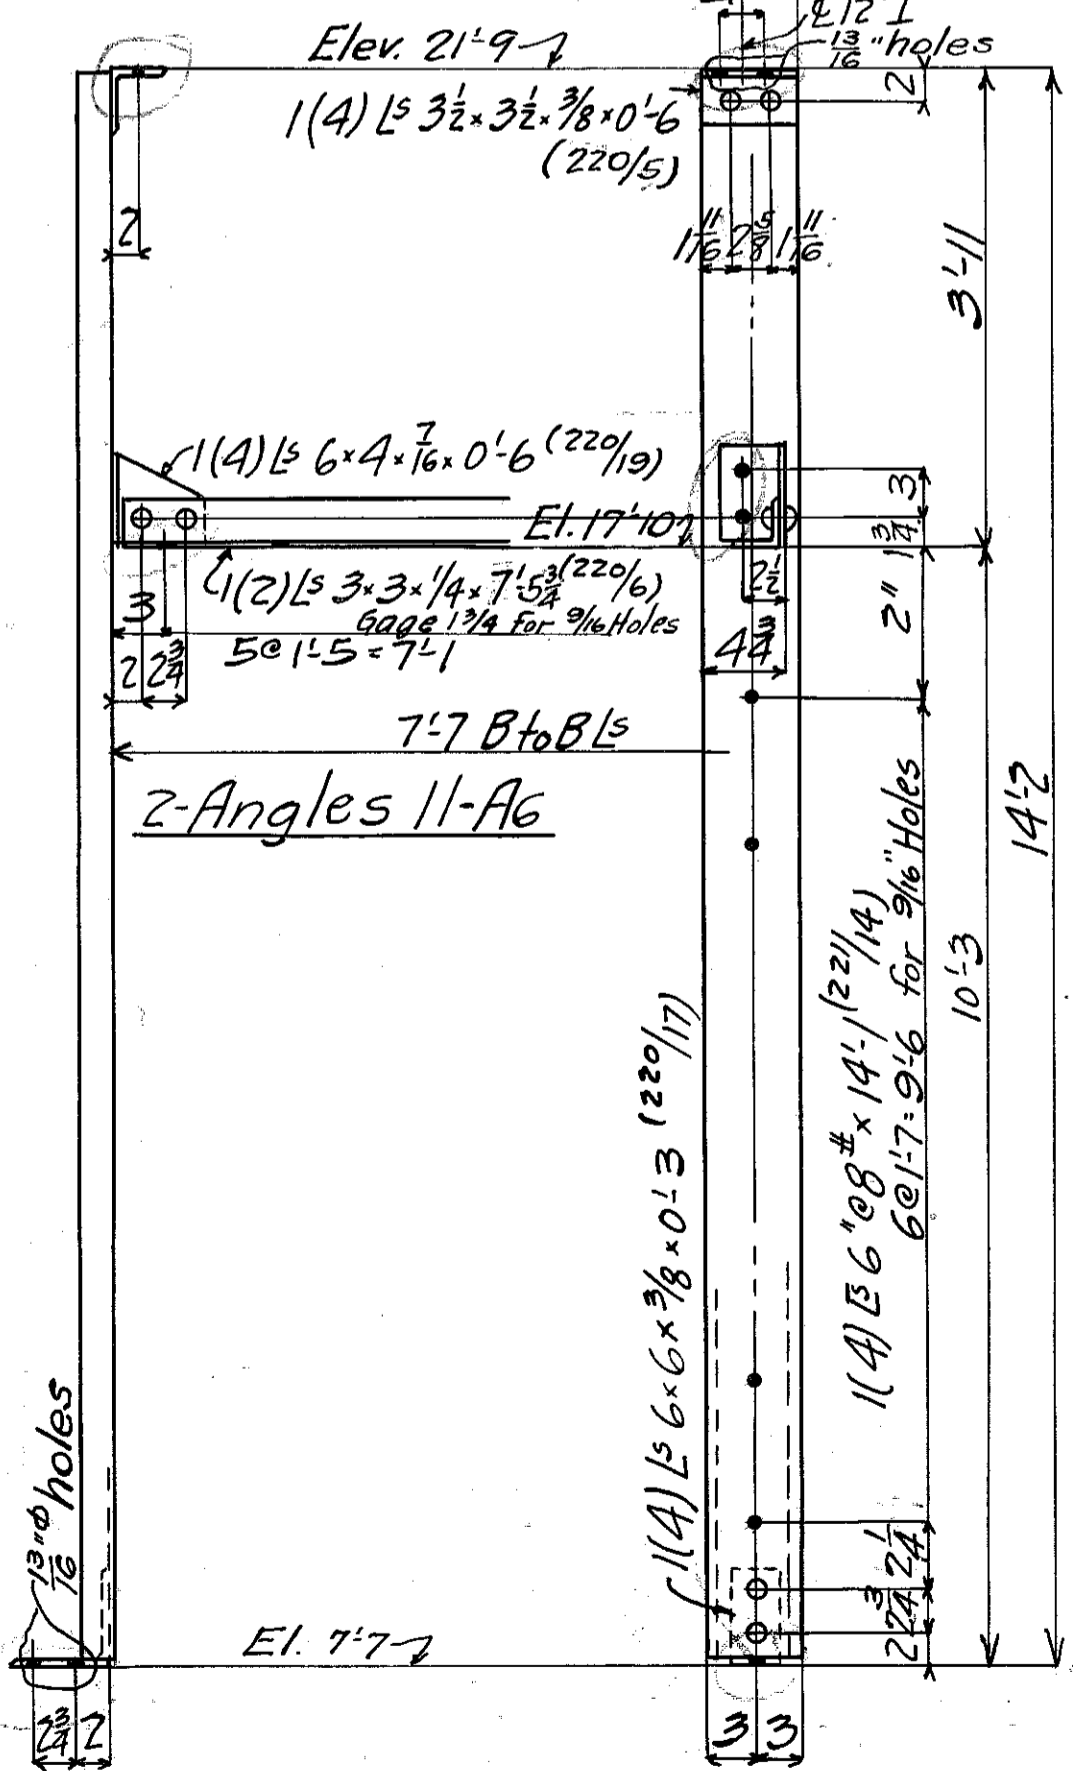 ℄ 12 I
Elev. 21'-9
13/16" holes
1(4) Ls 3 1/2 x 3 1/2 x 3/8 x 0'-6
(220/5)
2
2
1 11/16 2 5/8 1 11/16
3'-11
1(4) Ls 6 x 4 x 7/16 x 0'-6 (220/19)
3
El. 17'-10
1 3/4
1(2) Ls 3 x 3 x 1/4 x 7'-5 3/4 (220/6)
Gage 1 3/4 for 9/16 Holes
3
5@1'-5 = 7'-1
2 2 3/4
2 1/2
4 3/4
2"
7'-7 B to B Ls
2-Angles 11-A6
14'-2
10'-3
1(4) [s 6" @ 8# x 14'-1 (221/14)
6@1'-7 = 9'-6 for 9/16" Holes
1(4) Ls 6 x 6 x 3/8 x 0'-3 (220/17)
13/16"φ holes
2 1/4
2 3/4
2
El. 7'-7
2 3/4 2
3 3